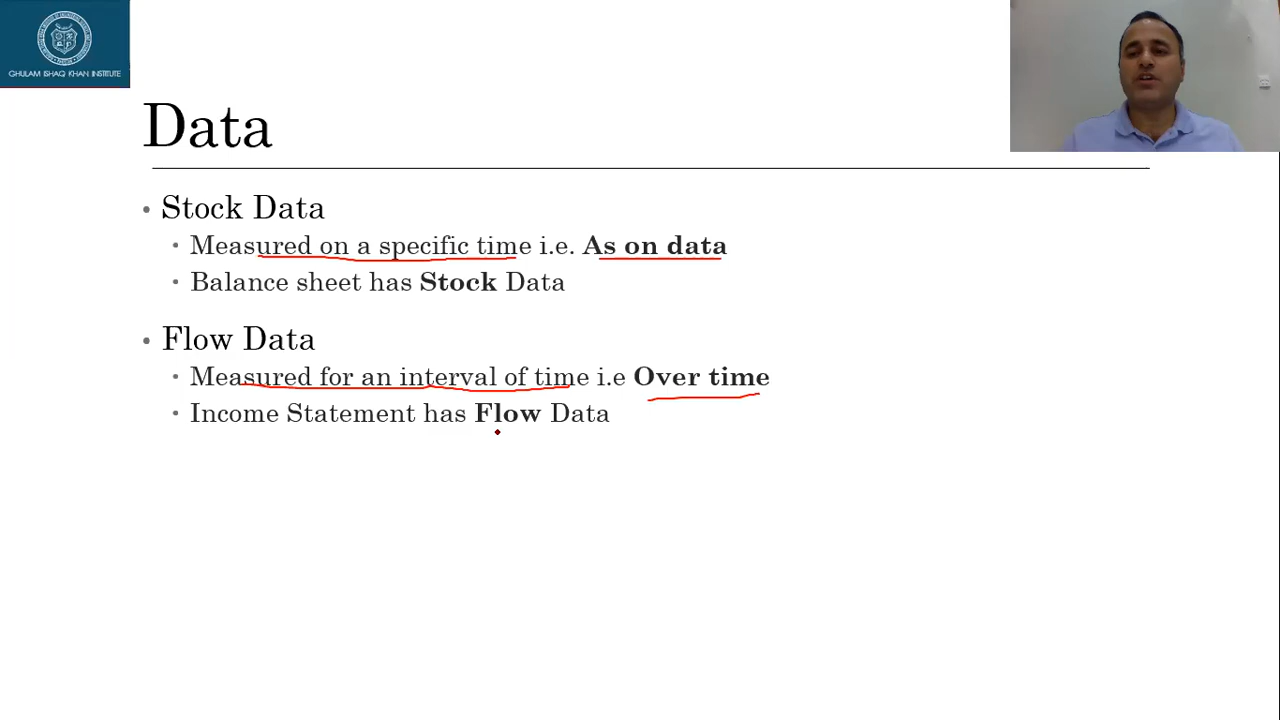 GHULAM ISHAQ KHAN INSTITUTE
Data
• Stock Data
• Measured on a specific time i.e. As on data
• Balance sheet has Stock Data
• Flow Data
• Measured for an interval of time i.e Over time
• Income Statement has Flow Data